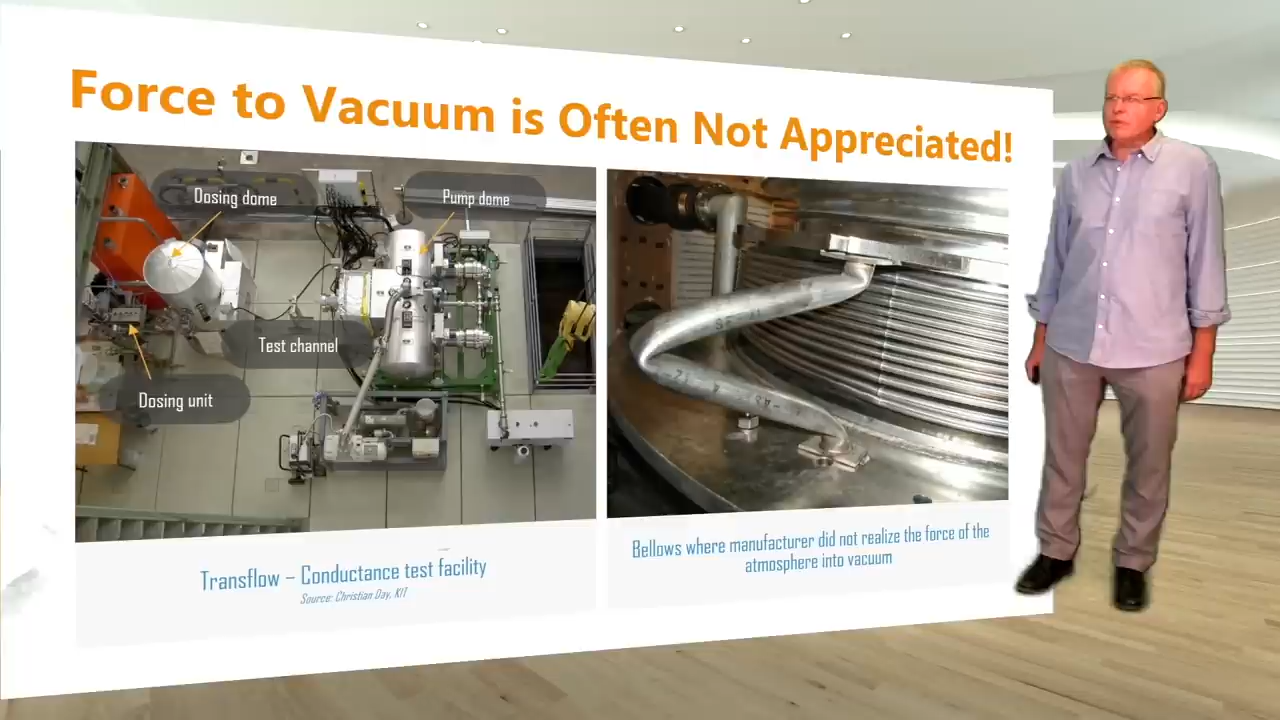 Force to Vacuum is Often Not Appreciated!
Dosing dome
Pump dome
Test channel
Dosing unit
Transflow – Conductance test facility
Source: Christian Day, KIT
Bellows where manufacturer did not realize the force of the
atmosphere into vacuum